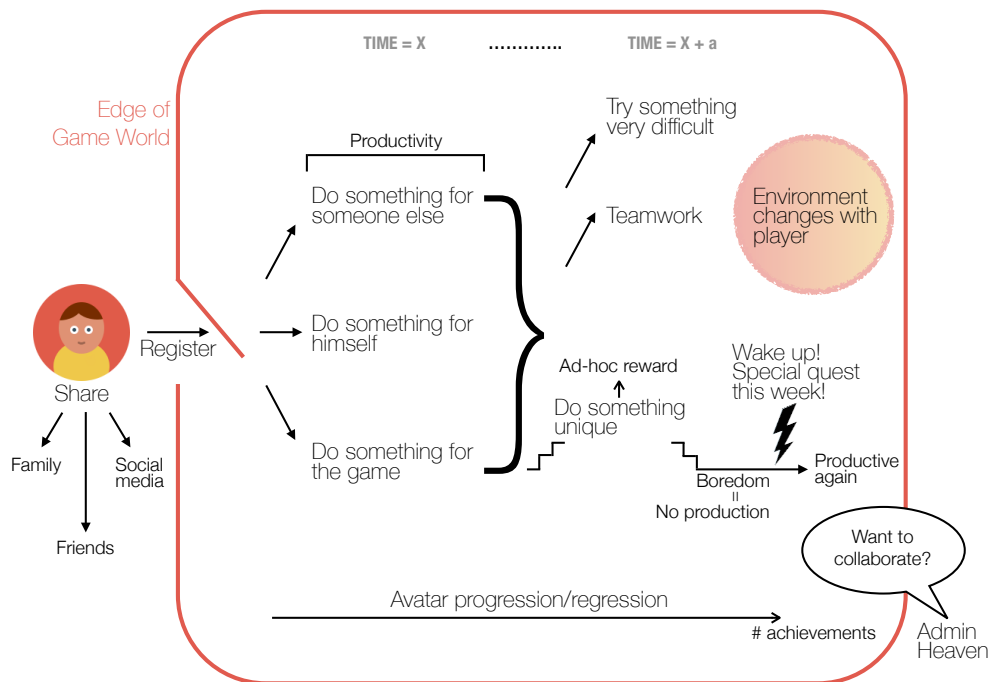 TIME = X
.............
TIME = X + a
Edge of
Game World
Productivity
Do something for
someone else
Try something
very difficult
Teamwork
Environment
changes with
player
Register
Do something for
himself
Share
Family
Social
media
Friends
Do something for
the game
Ad-hoc reward
Do something
unique
Wake up!
Special quest
this week!
Boredom
=
No production
Productive
again
Want to
collaborate?
Avatar progression/regression
# achievements
Admin
Heaven